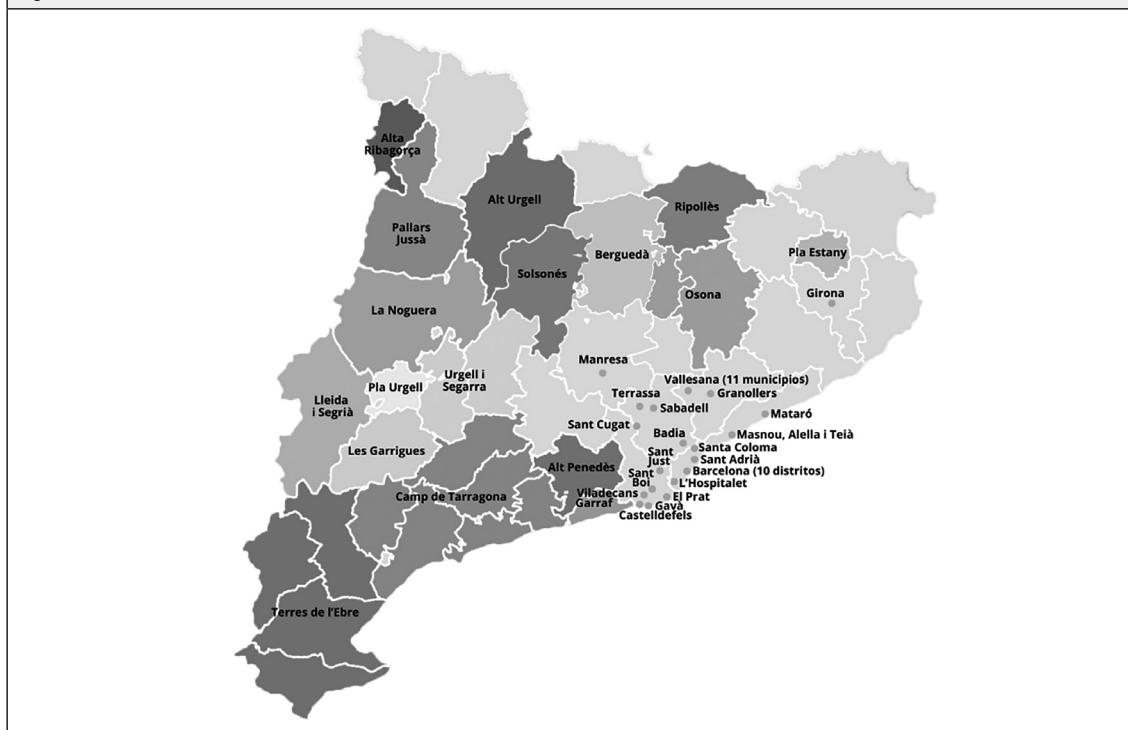 Alta
Ribagorça
Alt Urgell
Ripollès
Pallars
Jussà
Solsonés
Berguedà
Pla Estany
Osona
Girona
La Noguera
Manresa
Urgell i
Segarra
Pla Urgell
Vallesana (11 municipios)
Terrassa
Granollers
Lleida
i Segrià
Sabadell
Mataró
Sant Cugat
Badia
Masnou, Alella i Teià
Les Garrigues
Sant
Just
Santa Coloma
Sant Adrià
Alt Penedès
Sant
Boi
Barcelona (10 distritos)
L'Hospitalet
Camp de Tarragona
Viladecans
El Prat
Garraf
Gavà
Castelldefels
Terres de l'Ebre